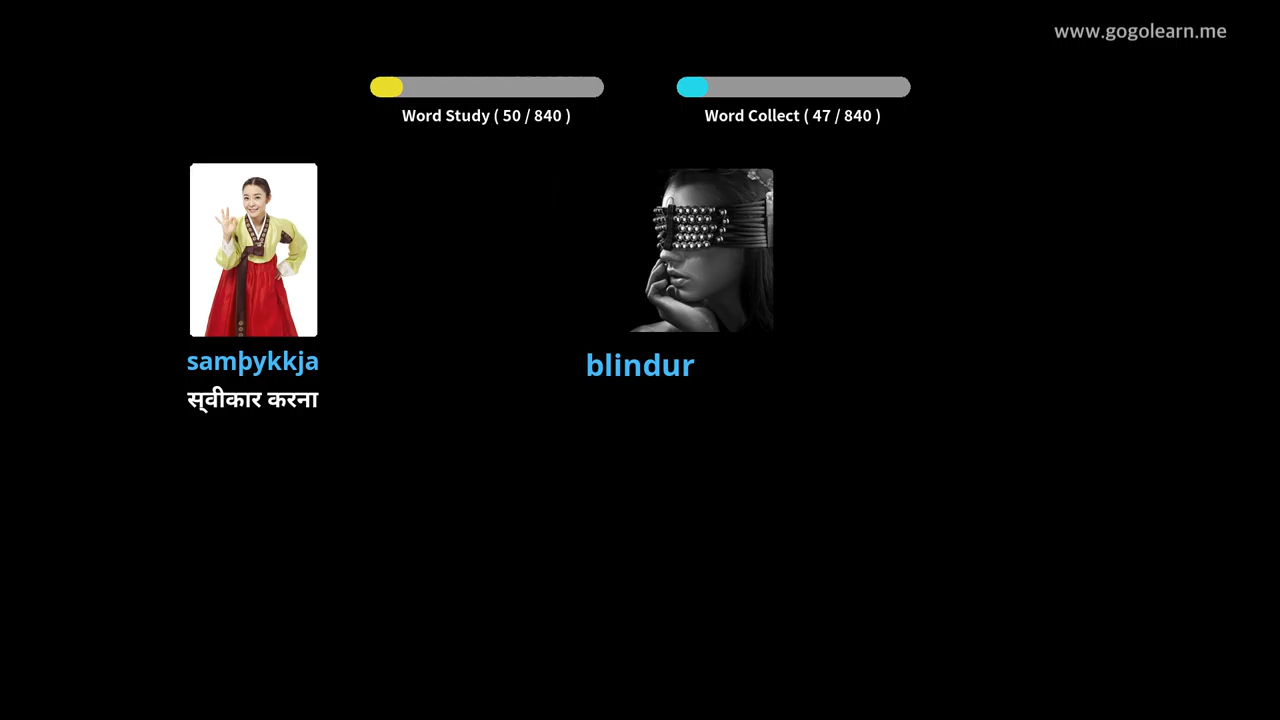 www.gogolearn.me
Word Study ( 50 / 840 )
Word Collect ( 47 / 840 )
samþykkja
स्वीकार करना
blindur